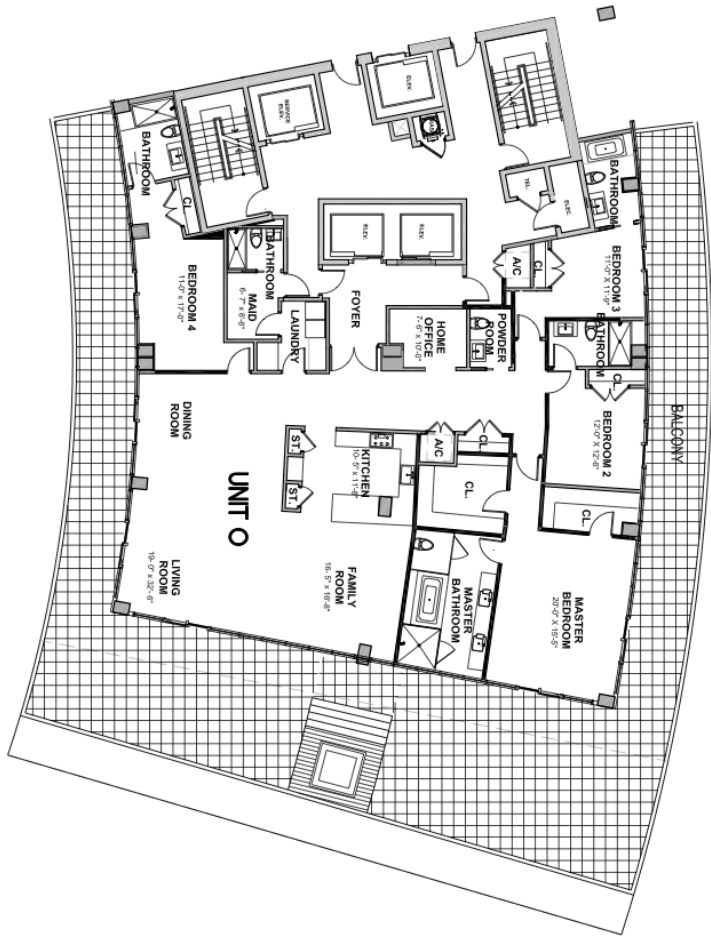 ELEV.
SERVICE
ELEV.
BATHROOM
CL.
TEL.
ELEC.
BATHROOM
ELEV.
ELEV.
BATHROOM
A/C
CL.
BEDROOM 3
11'-0" X 11'-9"
BEDROOM 4
11'-0" x 17'-0"
MAID
6'- 7" x 8'-6"
LAUNDRY
FOYER
HOME
OFFICE
7'- 6" x 10'-0"
POWDER
ROOM
BATHROOM
CL.
BALCONY
DINING
ROOM
ST.
ST.
KITCHEN
10'- 5" x 11'-8"
A/C
CL.
CL.
BEDROOM 2
12'-0" X 12'-6"
CL.
UNIT O
LIVING
ROOM
19'- 0" x 32'- 6"
FAMILY
ROOM
16'- 5" x 16'-8"
MASTER
BATHROOM
MASTER
BEDROOM
20'-0" X 15'-5"